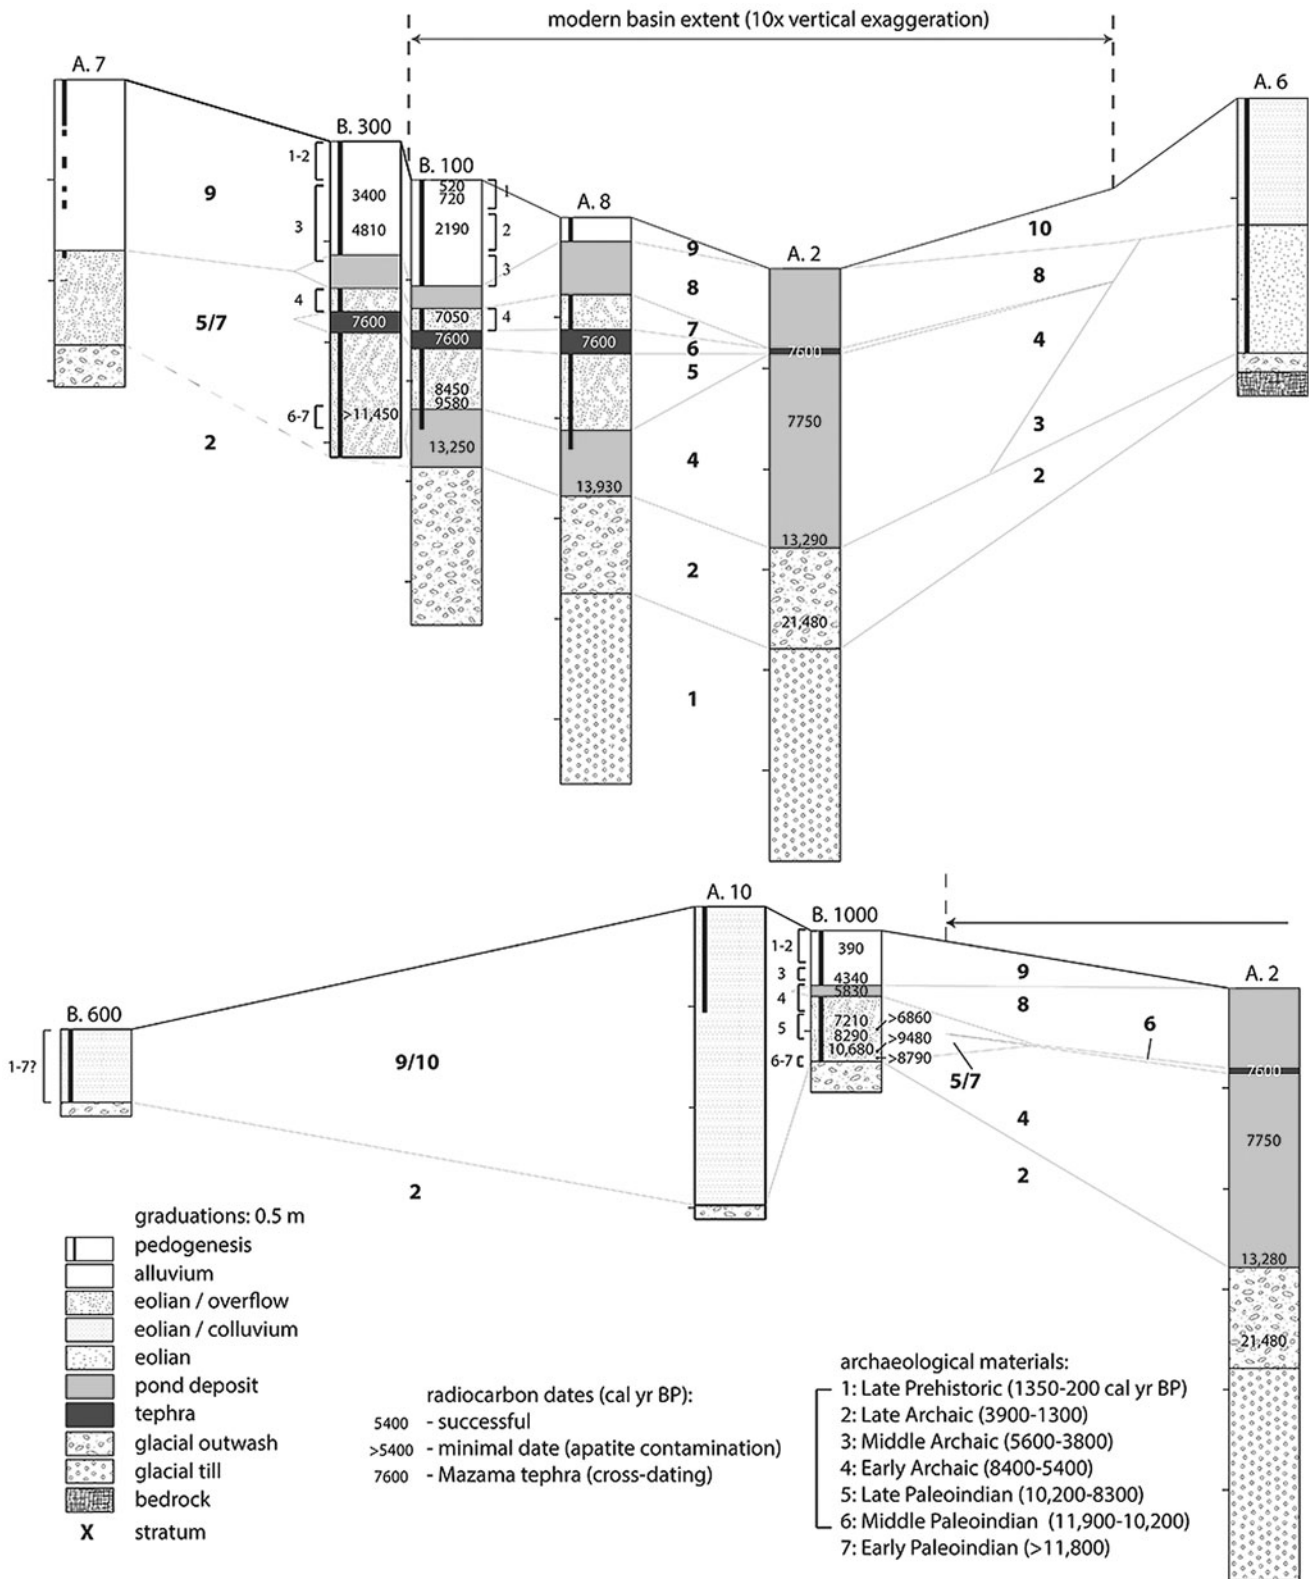 modern basin extent (10x vertical exaggeration)
A. 7
A. 6
B. 300
1-2
B. 100
520
720
1
3400
A. 8
9
3
4810
2190
2
10
9
A. 2
3
8
8
4
7050
4
5/7
7600
7
7600
7600
6
7600
4
5
8450
9580
6-7
>11,450
7750
3
2
13,250
4
2
13,930
13,290
2
21,480
1
A. 10
B. 1000
1-2
390
9
A. 2
3
4340
5830
4
8
B. 600
7210
>6860
6
5
8290
>9480
1-7?
9/10
10,680
6-7
>8790
5/7
7600
4
7750
2
2
graduations: 0.5 m
pedogenesis
13,280
alluvium
eolian / overflow
eolian / colluvium
21,480
eolian
pond deposit
tephra
glacial outwash
glacial till
bedrock
X stratum
radiocarbon dates (cal yr BP):
5400 - successful
>5400 - minimal date (apatite contamination)
7600 - Mazama tephra (cross-dating)
archaeological materials:
1: Late Prehistoric (1350-200 cal yr BP)
2: Late Archaic (3900-1300)
3: Middle Archaic (5600-3800)
4: Early Archaic (8400-5400)
5: Late Paleoindian (10,200-8300)
6: Middle Paleoindian (11,900-10,200)
7: Early Paleoindian (>11,800)